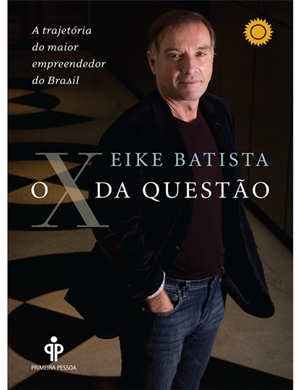 A trajetória
do maior
empreendedor
do Brasil
EIKE BATISTA
O X DA QUESTÃO
PRIMEIRA PESSOA